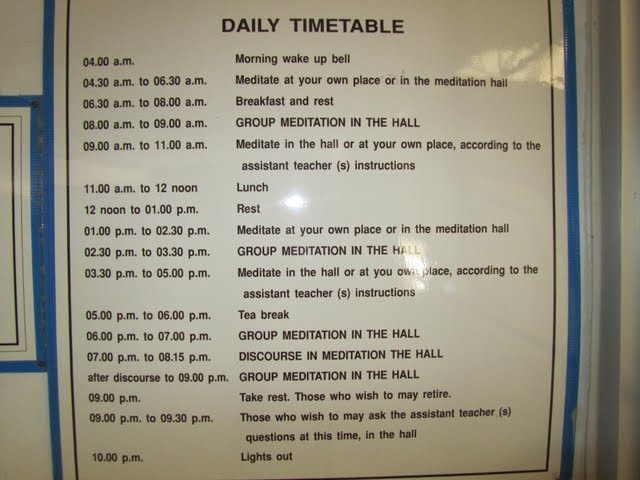 DAILY TIMETABLE
04.00 a.m. Morning wake up bell
04.30 a.m. to 06.30 a.m. Meditate at your own place or in the meditation hall
06.30 a.m. to 08.00 a.m. Breakfast and rest
08.00 a.m. to 09.00 a.m. GROUP MEDITATION IN THE HALL
09.00 a.m. to 11.00 a.m. Meditate in the hall or at your own place, according to the
assistant teacher (s) instructions
11.00 a.m. to 12 noon Lunch
12 noon to 01.00 p.m. Rest
01.00 p.m. to 02.30 p.m. Meditate at your own place or in the meditation hall
02.30 p.m. to 03.30 p.m. GROUP MEDITATION IN THE HALL
03.30 p.m. to 05.00 p.m. Meditate in the hall or at you own place, according to the
assistant teacher (s) instructions
05.00 p.m. to 06.00 p.m. Tea break
06.00 p.m. to 07.00 p.m. GROUP MEDITATION IN THE HALL
07.00 p.m. to 08.15 p.m. DISCOURSE IN MEDITATION THE HALL
after discourse to 09.00 p.m. GROUP MEDITATION IN THE HALL
09.00 p.m. Take rest. Those who wish to may retire.
09.00 p.m. to 09.30 p.m. Those who wish to may ask the assistant teacher (s)
questions at this time, in the hall
10.00 p.m. Lights out